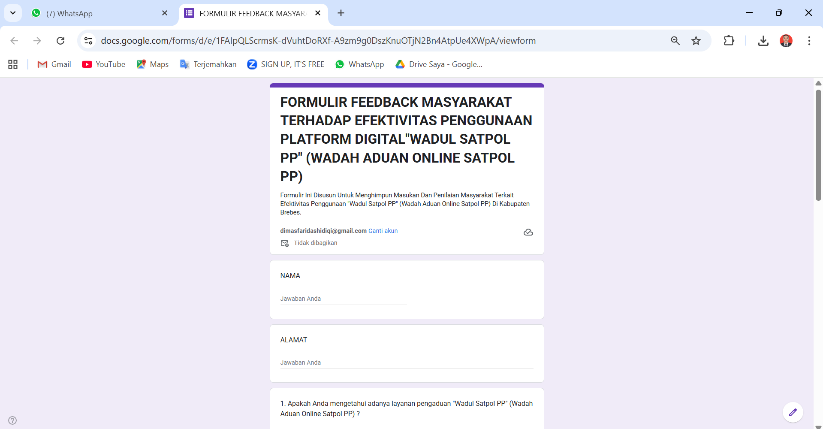 (7) WhatsApp
FORMULIR FEEDBACK MASYAR
docs.google.com/forms/d/e/1FAIpQLScrmsK-dVuhtDoRXf-A9zm9g0DszKnuOTjN2Bn4AtpUe4XWpA/viewform
Gmail
YouTube
Maps
Terjemahkan
SIGN UP, IT'S FREE
WhatsApp
Drive Saya - Google...
FORMULIR FEEDBACK MASYARAKAT
TERHADAP EFEKTIVITAS PENGGUNAAN
PLATFORM DIGITAL"WADUL SATPOL
PP" (WADAH ADUAN ONLINE SATPOL
PP)
Formulir Ini Disusun Untuk Menghimpun Masukan Dan Penilaian Masyarakat Terkait
Efektivitas Penggunaan "Wadul Satpol PP" (Wadah Aduan Online Satpol PP) Di Kabupaten
Brebes.
dimasfaridashidiqi@gmail.com Ganti akun
Tidak dibagikan
NAMA
Jawaban Anda
ALAMAT
Jawaban Anda
1. Apakah Anda mengetahui adanya layanan pengaduan "Wadul Satpol PP" (Wadah
Aduan Online Satpol PP) ?